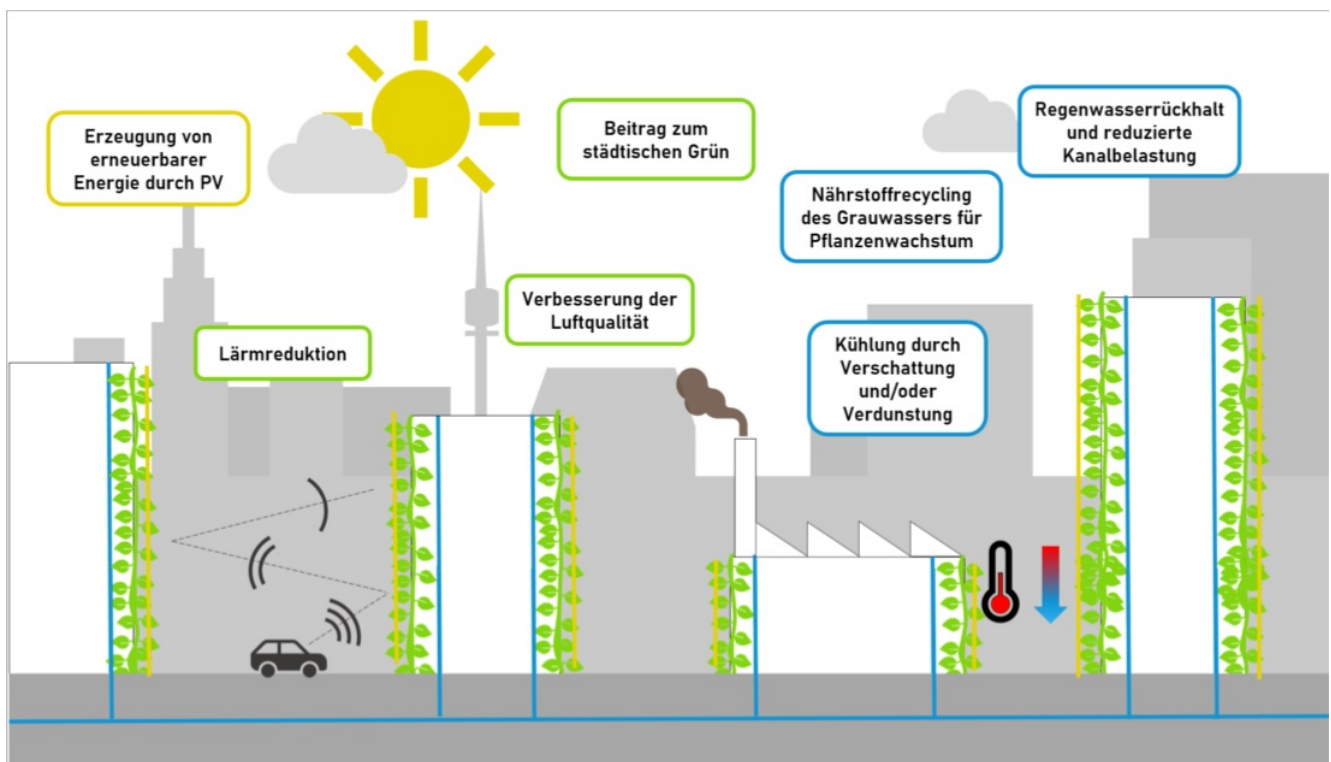 Erzeugung von
erneuerbarer
Energie durch PV
Beitrag zum
städtischen Grün
Regenwasserrückhalt
und reduzierte
Kanalbelastung
Nährstoffrecycling
des Grauwassers für
Pflanzenwachstum
Verbesserung der
Luftqualität
Lärmreduktion
Kühlung durch
Verschattung
und/oder
Verdunstung